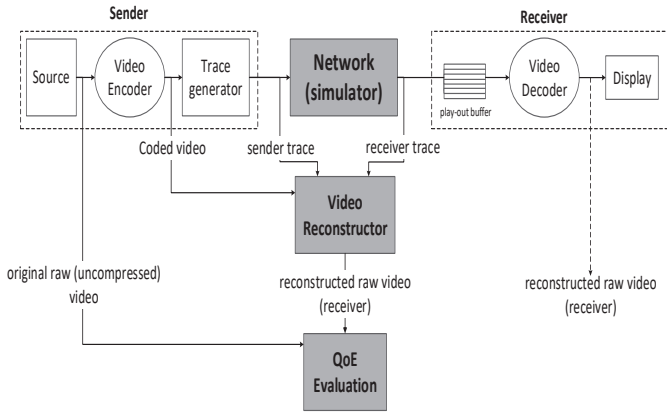 Sender
Receiver
Source
Video
Encoder
Trace
generator
Network
(simulator)
play-out buffer
Video
Decoder
Display
Coded video
sender trace
receiver trace
Video
Reconstructor
original raw (uncompressed)
video
reconstructed raw video
(receiver)
reconstructed raw video
(receiver)
QoE
Evaluation